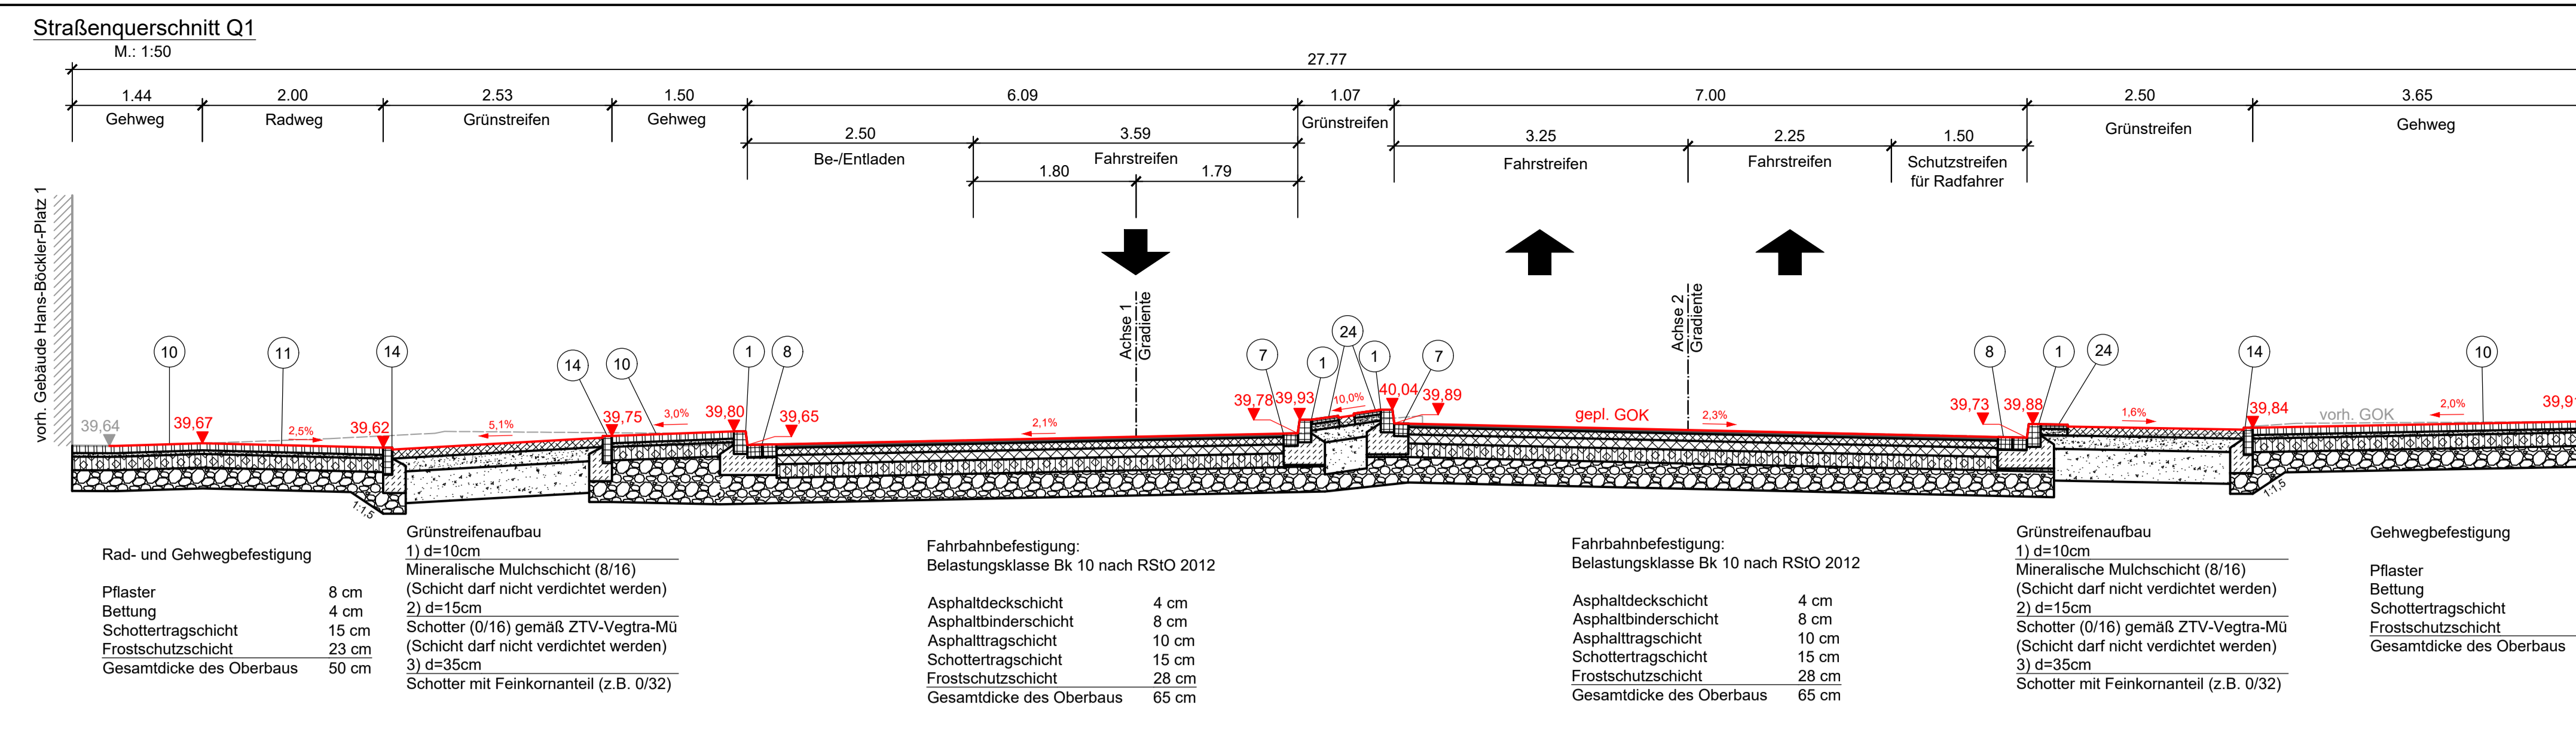 Straßenquerschnitt Q1
M.: 1:50
27.77
1.44 2.00 2.53 1.50 6.09 1.07 7.00 2.50 3.65
Gehweg Radweg Grünstreifen Gehweg Grünstreifen Grünstreifen Gehweg
2.50 3.59 3.25 2.25 1.50
Be-/Entladen Fahrstreifen Fahrstreifen Fahrstreifen Schutzstreifen
für Radfahrer
1.80 1.79
vorh. Gebäude Hans-Böckler-Platz 1
Achse 1
Gradiente
Achse 2
Gradiente
10 11 14 14 10 1 8 7 1 24 1 7 8 1 24 14 10
39,64 39,67 2,5% 39,62 5,1% 39,75 3,0% 39,80 39,65 2,1% 39,78 39,93 10,0% 40,04 39,89 gepl. GOK 2,3% 39,73 39,88 1,6% 39,84 vorh. GOK 2,0%
1:1,5 1:1,5
Rad- und Gehwegbefestigung
Pflaster 8 cm
Bettung 4 cm
Schottertragschicht 15 cm
Frostschutzschicht 23 cm
Gesamtdicke des Oberbaus 50 cm
Grünstreifenaufbau
1) d=10cm
Mineralische Mulchschicht (8/16)
(Schicht darf nicht verdichtet werden)
2) d=15cm
Schotter (0/16) gemäß ZTV-Vegtra-Mü
(Schicht darf nicht verdichtet werden)
3) d=35cm
Schotter mit Feinkornanteil (z.B. 0/32)
Fahrbahnbefestigung:
Belastungsklasse Bk 10 nach RStO 2012
Asphaltdeckschicht 4 cm
Asphaltbinderschicht 8 cm
Asphalttragschicht 10 cm
Schottertragschicht 15 cm
Frostschutzschicht 28 cm
Gesamtdicke des Oberbaus 65 cm
Fahrbahnbefestigung:
Belastungsklasse Bk 10 nach RStO 2012
Asphaltdeckschicht 4 cm
Asphaltbinderschicht 8 cm
Asphalttragschicht 10 cm
Schottertragschicht 15 cm
Frostschutzschicht 28 cm
Gesamtdicke des Oberbaus 65 cm
Grünstreifenaufbau
1) d=10cm
Mineralische Mulchschicht (8/16)
(Schicht darf nicht verdichtet werden)
2) d=15cm
Schotter (0/16) gemäß ZTV-Vegtra-Mü
(Schicht darf nicht verdichtet werden)
3) d=35cm
Schotter mit Feinkornanteil (z.B. 0/32)
Gehwegbefestigung
Pflaster
Bettung
Schottertragschicht
Frostschutzschicht
Gesamtdicke des Oberbaus